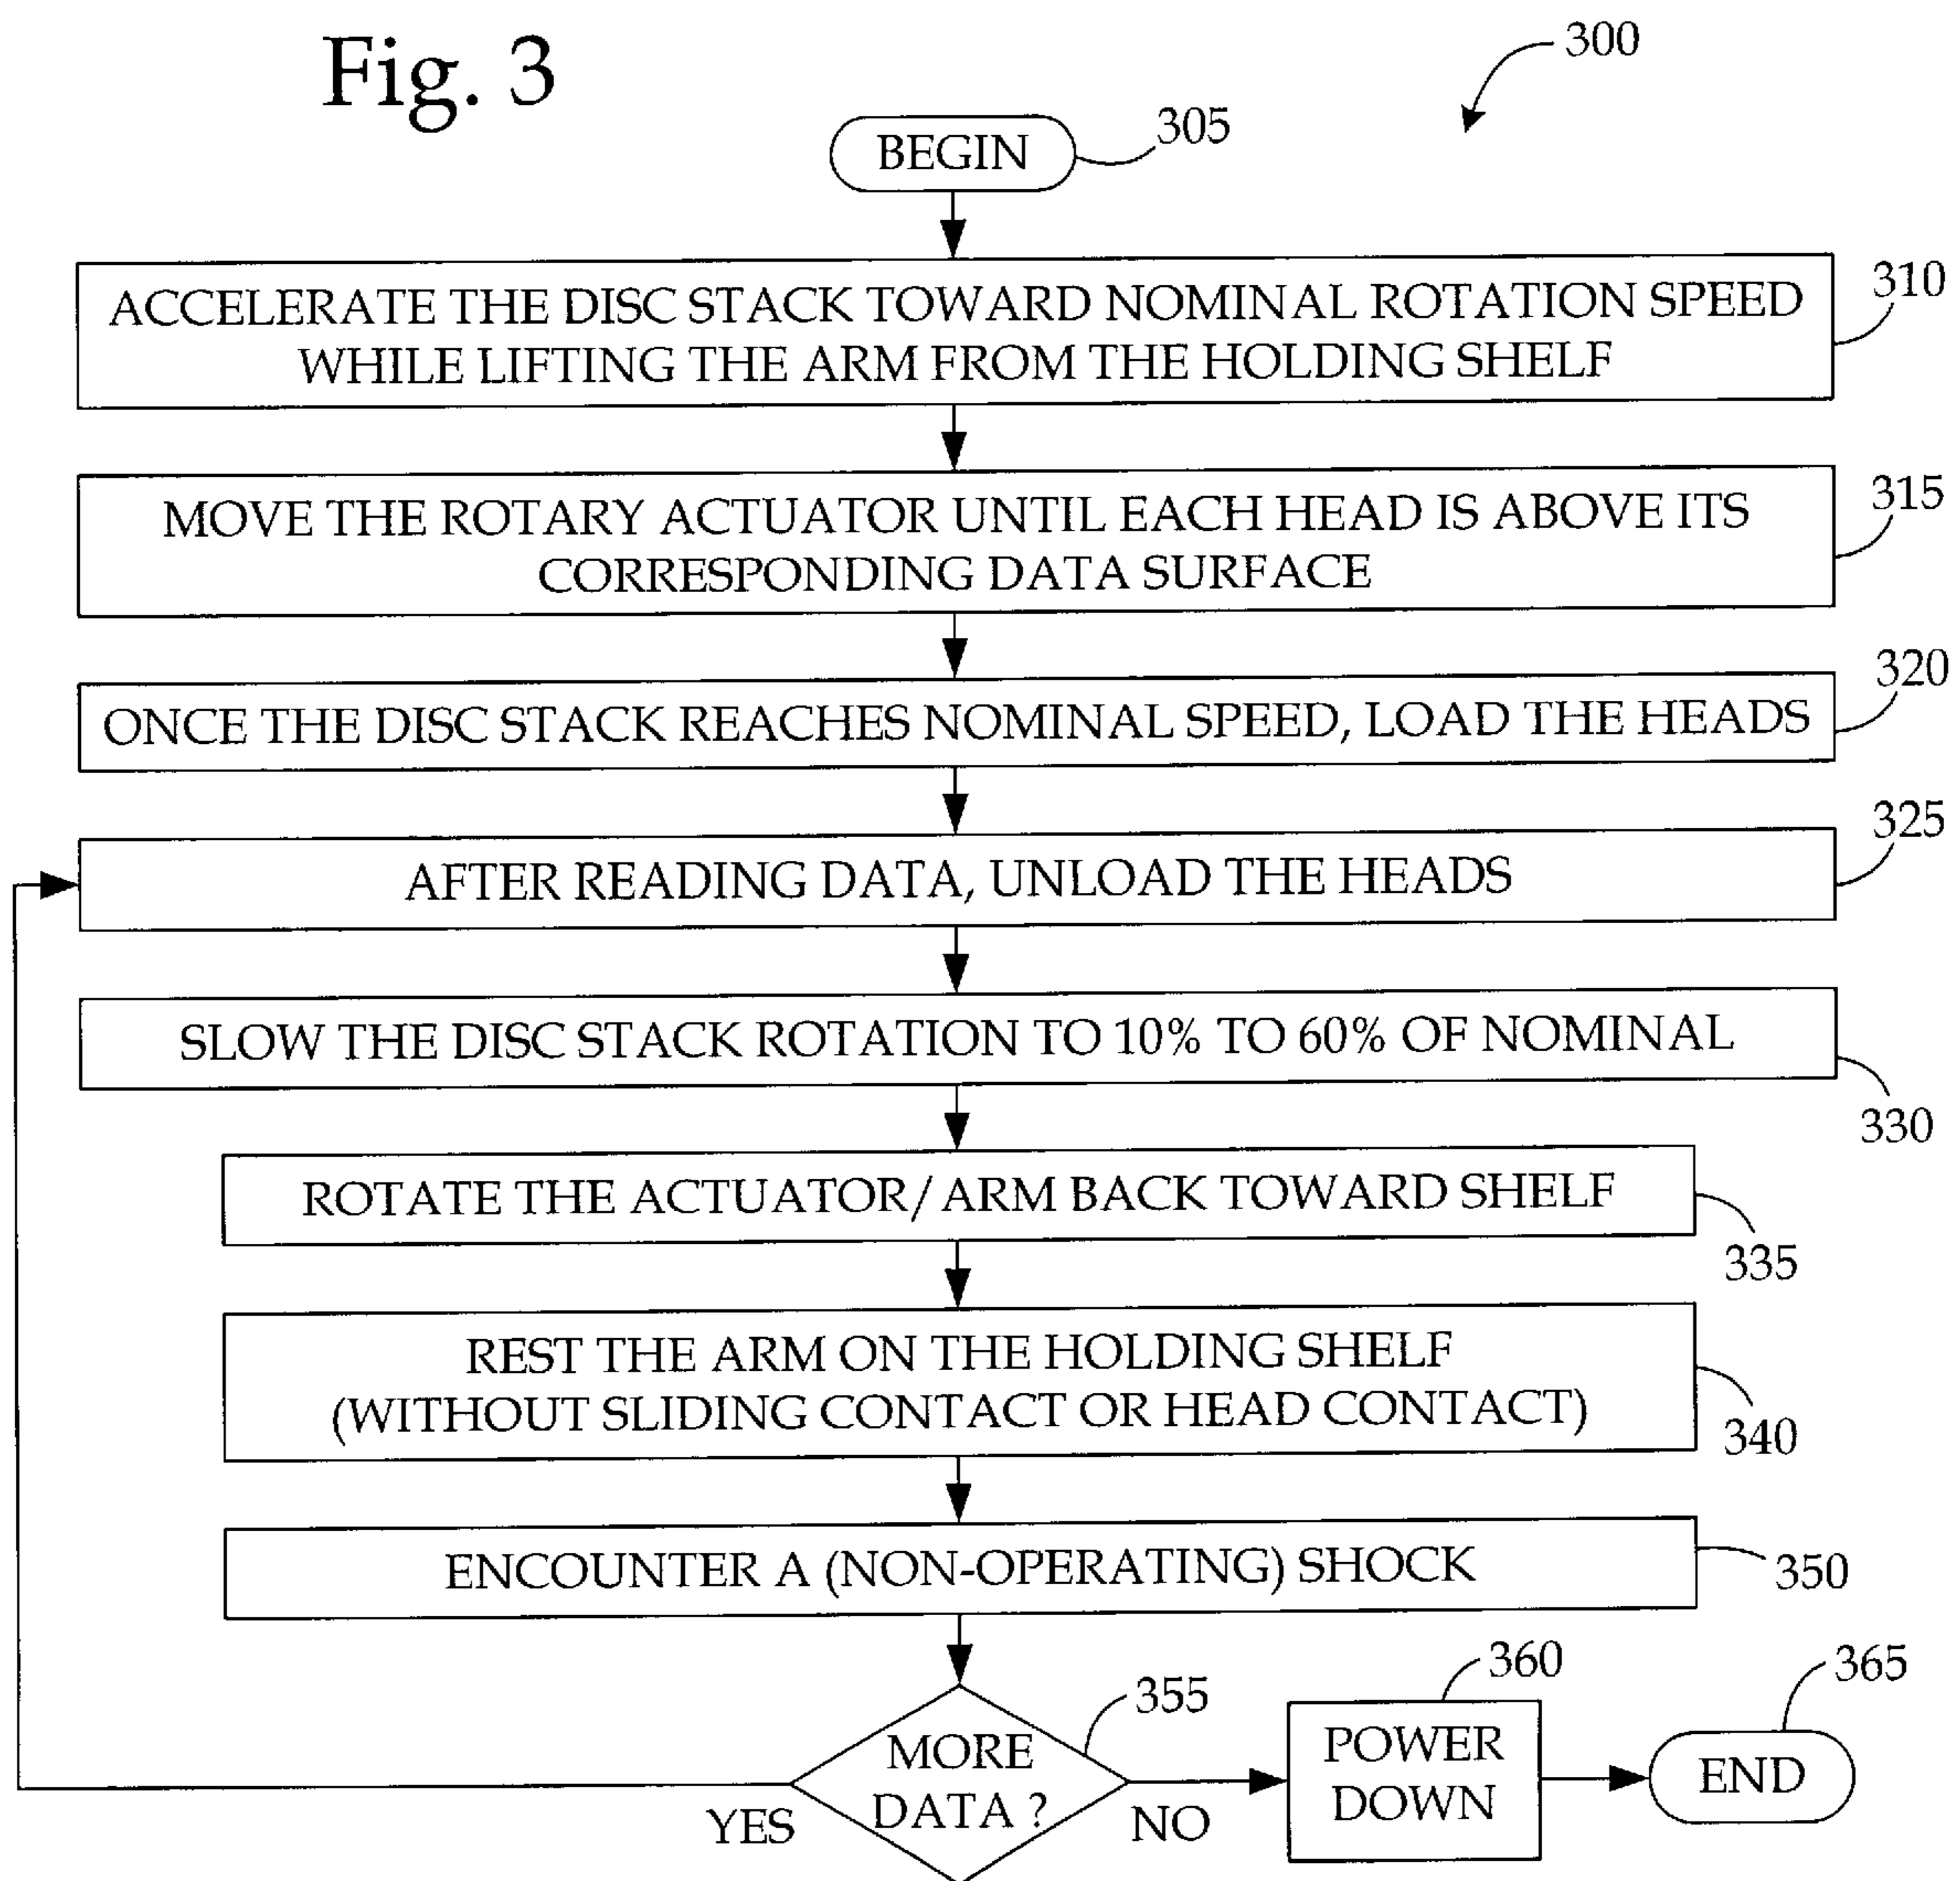 Fig. 3
300
BEGIN
305
ACCELERATE THE DISC STACK TOWARD NOMINAL ROTATION SPEED
WHILE LIFTING THE ARM FROM THE HOLDING SHELF
310
MOVE THE ROTARY ACTUATOR UNTIL EACH HEAD IS ABOVE ITS
CORRESPONDING DATA SURFACE
315
ONCE THE DISC STACK REACHES NOMINAL SPEED, LOAD THE HEADS
320
AFTER READING DATA, UNLOAD THE HEADS
325
SLOW THE DISC STACK ROTATION TO 10% TO 60% OF NOMINAL
330
ROTATE THE ACTUATOR/ARM BACK TOWARD SHELF
335
REST THE ARM ON THE HOLDING SHELF
(WITHOUT SLIDING CONTACT OR HEAD CONTACT)
340
ENCOUNTER A (NON-OPERATING) SHOCK
350
MORE
DATA ?
355
YES
NO
POWER
DOWN
360
END
365